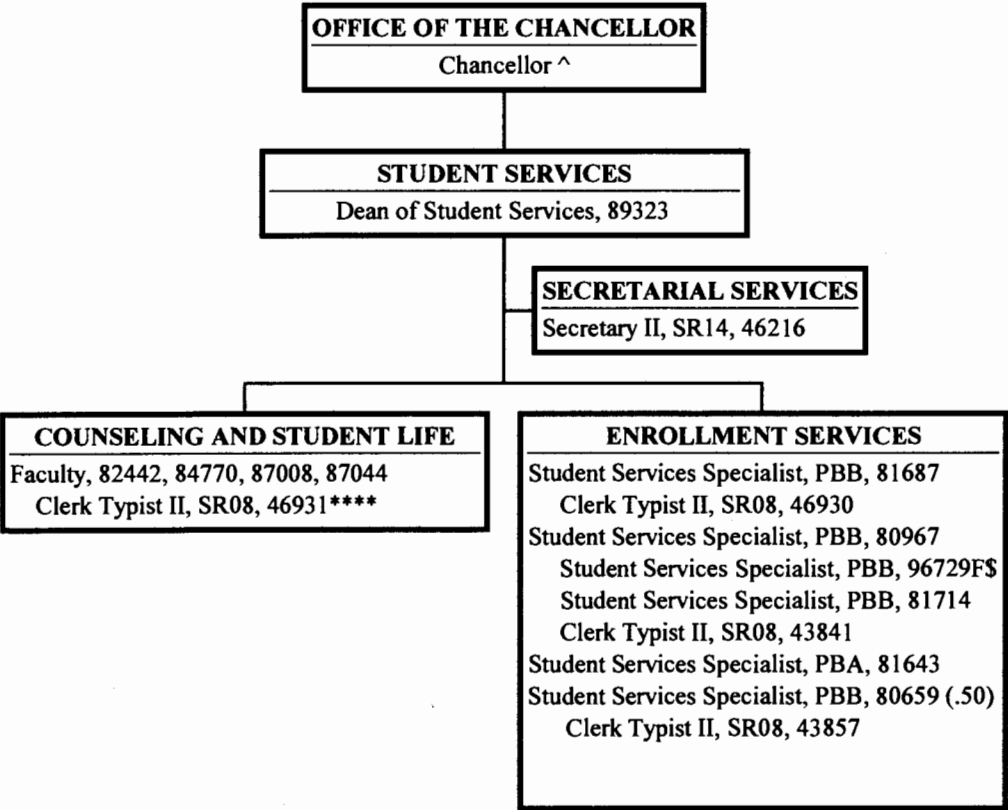 OFFICE OF THE CHANCELLOR
Chancellor ^
STUDENT SERVICES
Dean of Student Services, 89323
SECRETARIAL SERVICES
Secretary II, SR14, 46216
COUNSELING AND STUDENT LIFE
Faculty, 82442, 84770, 87008, 87044
Clerk Typist II, SR08, 46931****
ENROLLMENT SERVICES
Student Services Specialist, PBB, 81687
Clerk Typist II, SR08, 46930
Student Services Specialist, PBB, 80967
Student Services Specialist, PBB, 96729F$
Student Services Specialist, PBB, 81714
Clerk Typist II, SR08, 43841
Student Services Specialist, PBA, 81643
Student Services Specialist, PBB, 80659 (.50)
Clerk Typist II, SR08, 43857